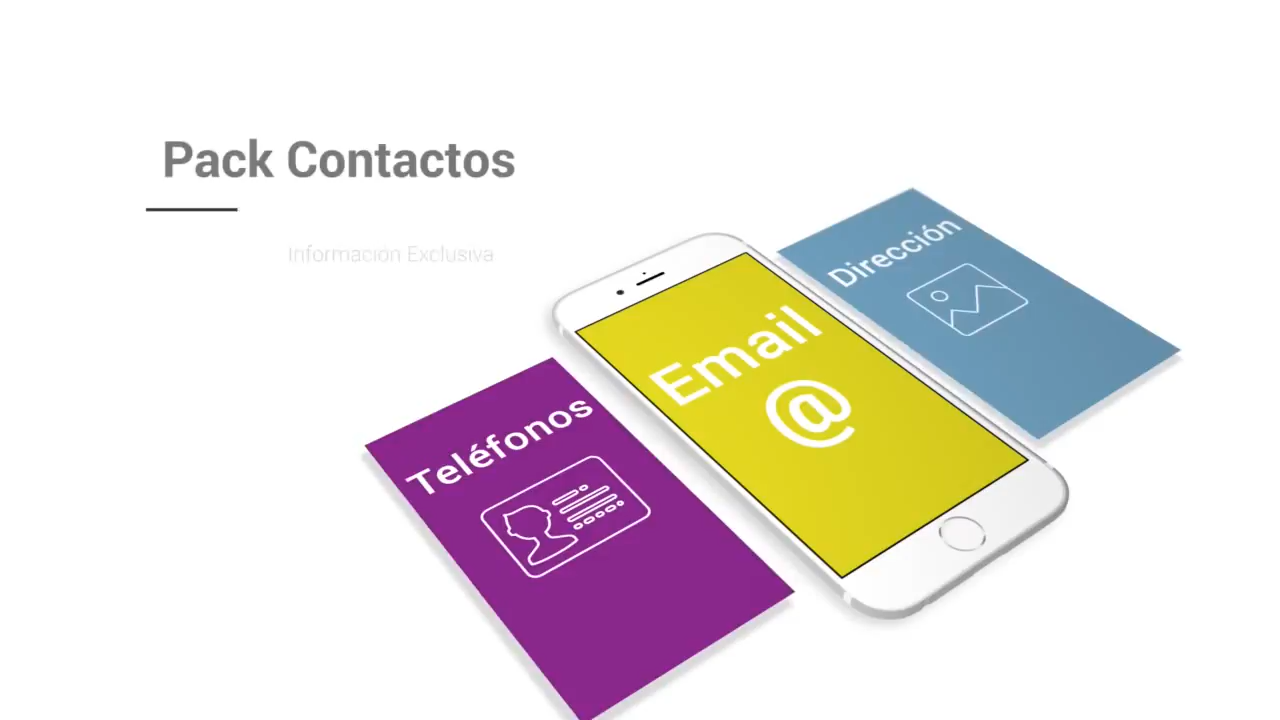 Pack Contactos
Información Exclusiva
Dirección
Email
@
Teléfonos